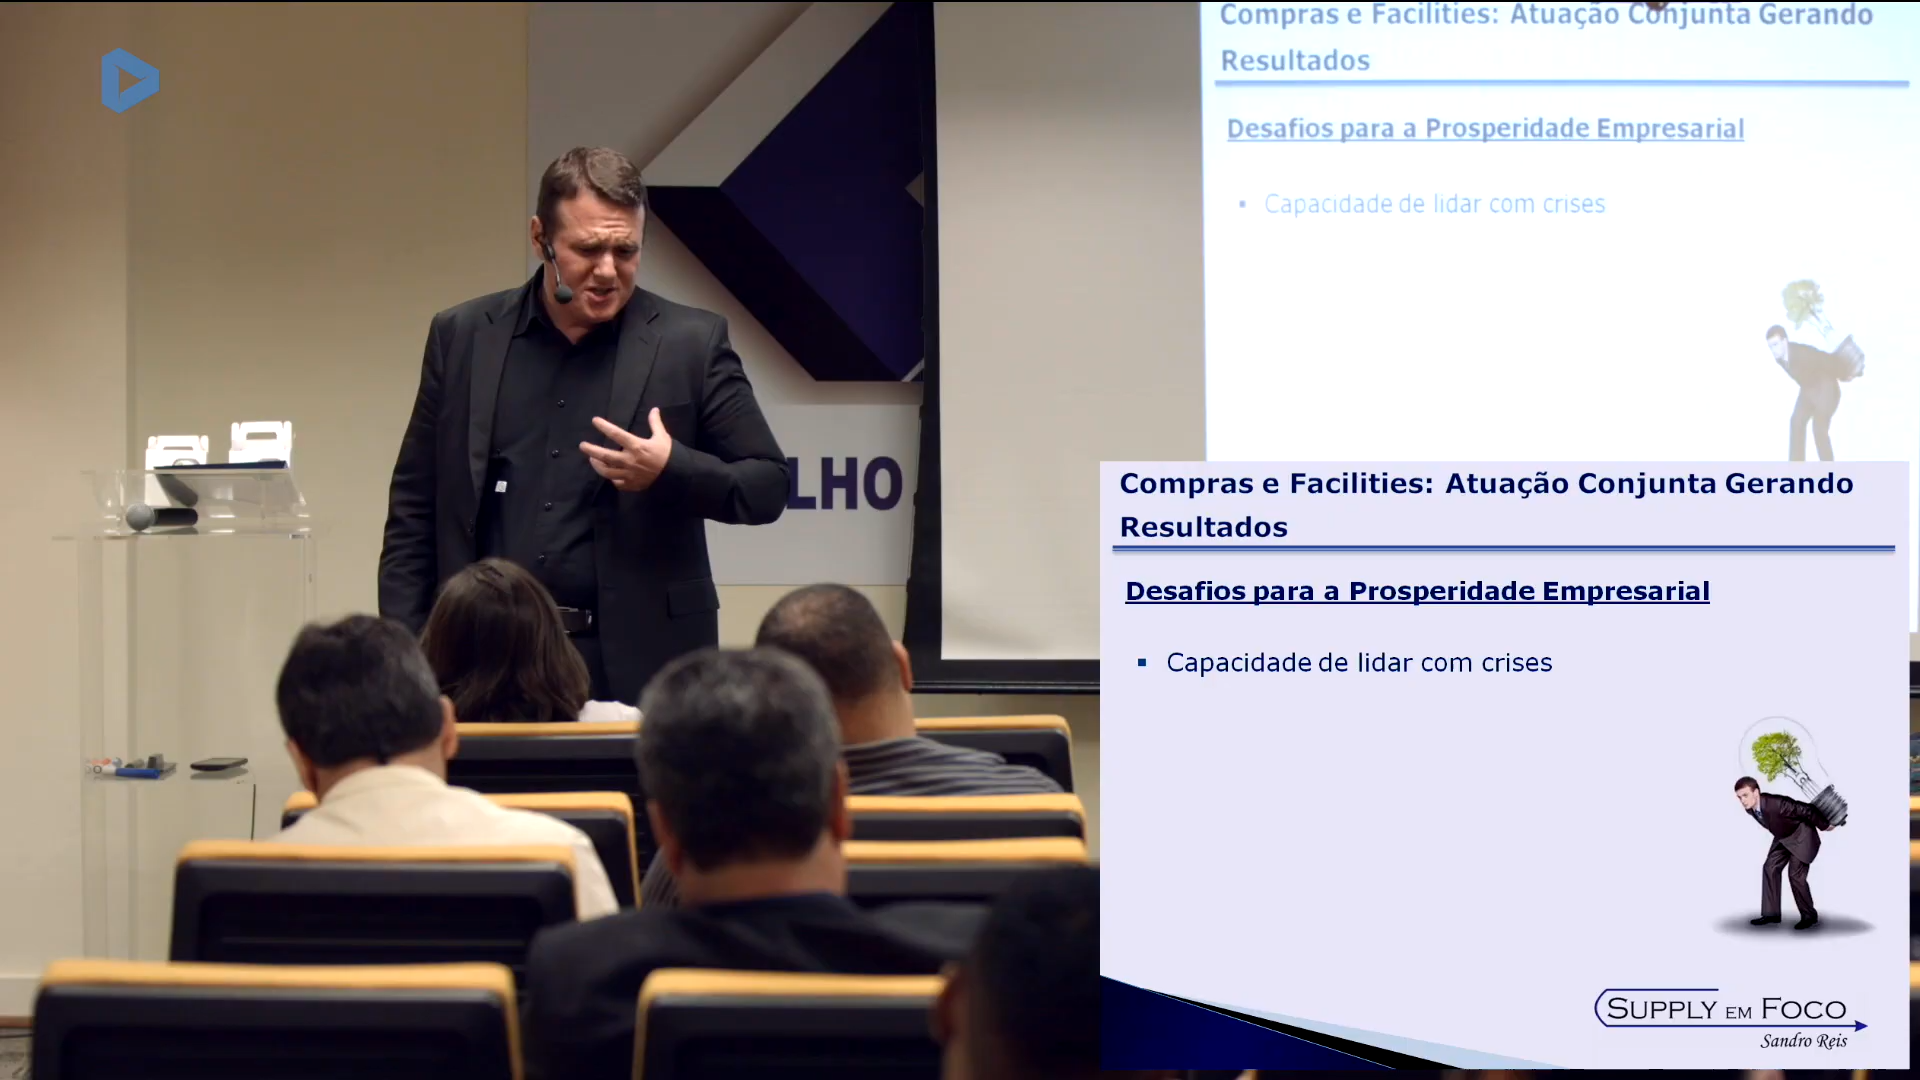 Compras e Facilities: Atuação Conjunta Gerando
Resultados
Desafios para a Prosperidade Empresarial
• Capacidade de lidar com crises
LHO
Compras e Facilities: Atuação Conjunta Gerando
Resultados
Desafios para a Prosperidade Empresarial
▪ Capacidade de lidar com crises
SUPPLY EM FOCO
Sandro Reis